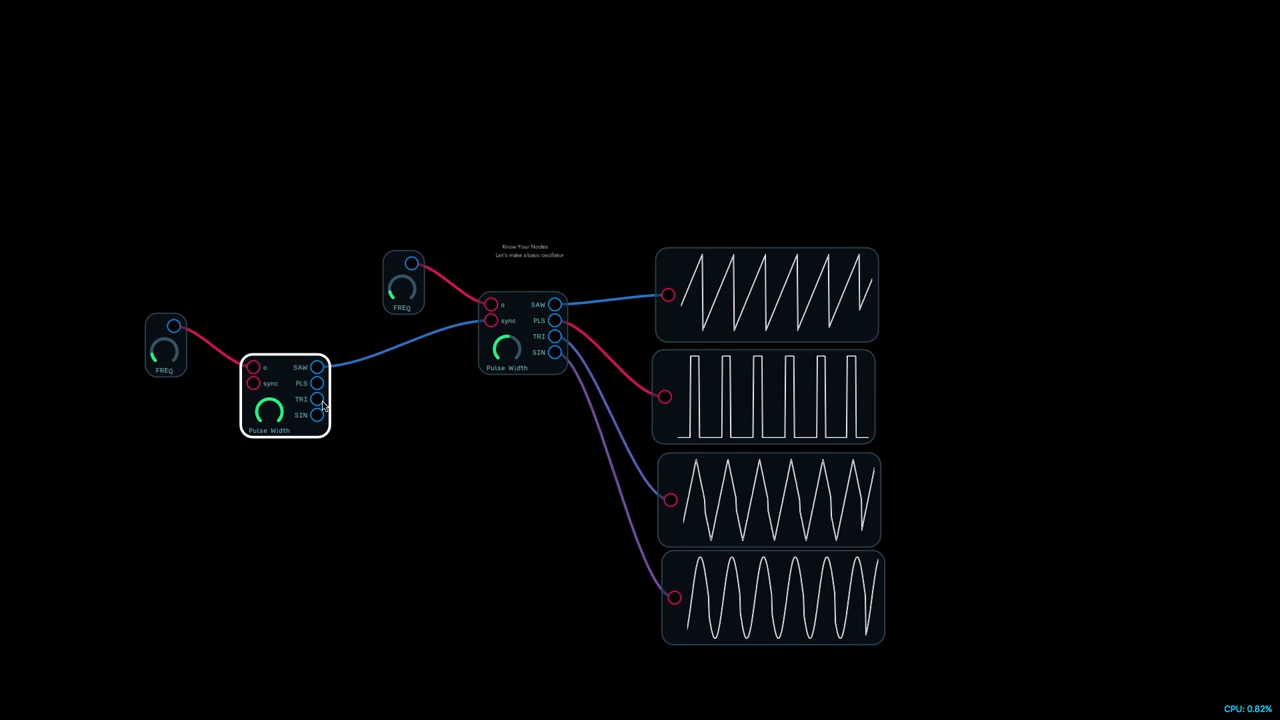 Know Your Nodes
Let's make a basic oscillator
FREQ
o
SAW
sync
PLS
TRI
SIN
Pulse Width
FREQ
o
SAW
sync
PLS
TRI
SIN
Pulse Width
CPU: 0.82%